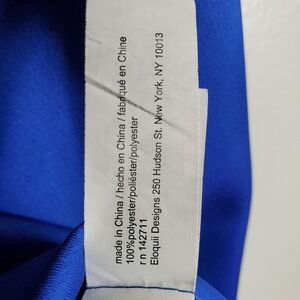 made in China / hecho en China / fabriqué en Chine
100%polyester/poliéster/polyester
rn 142711
Eloquii Designs 250 Hudson St. New York, NY 10013